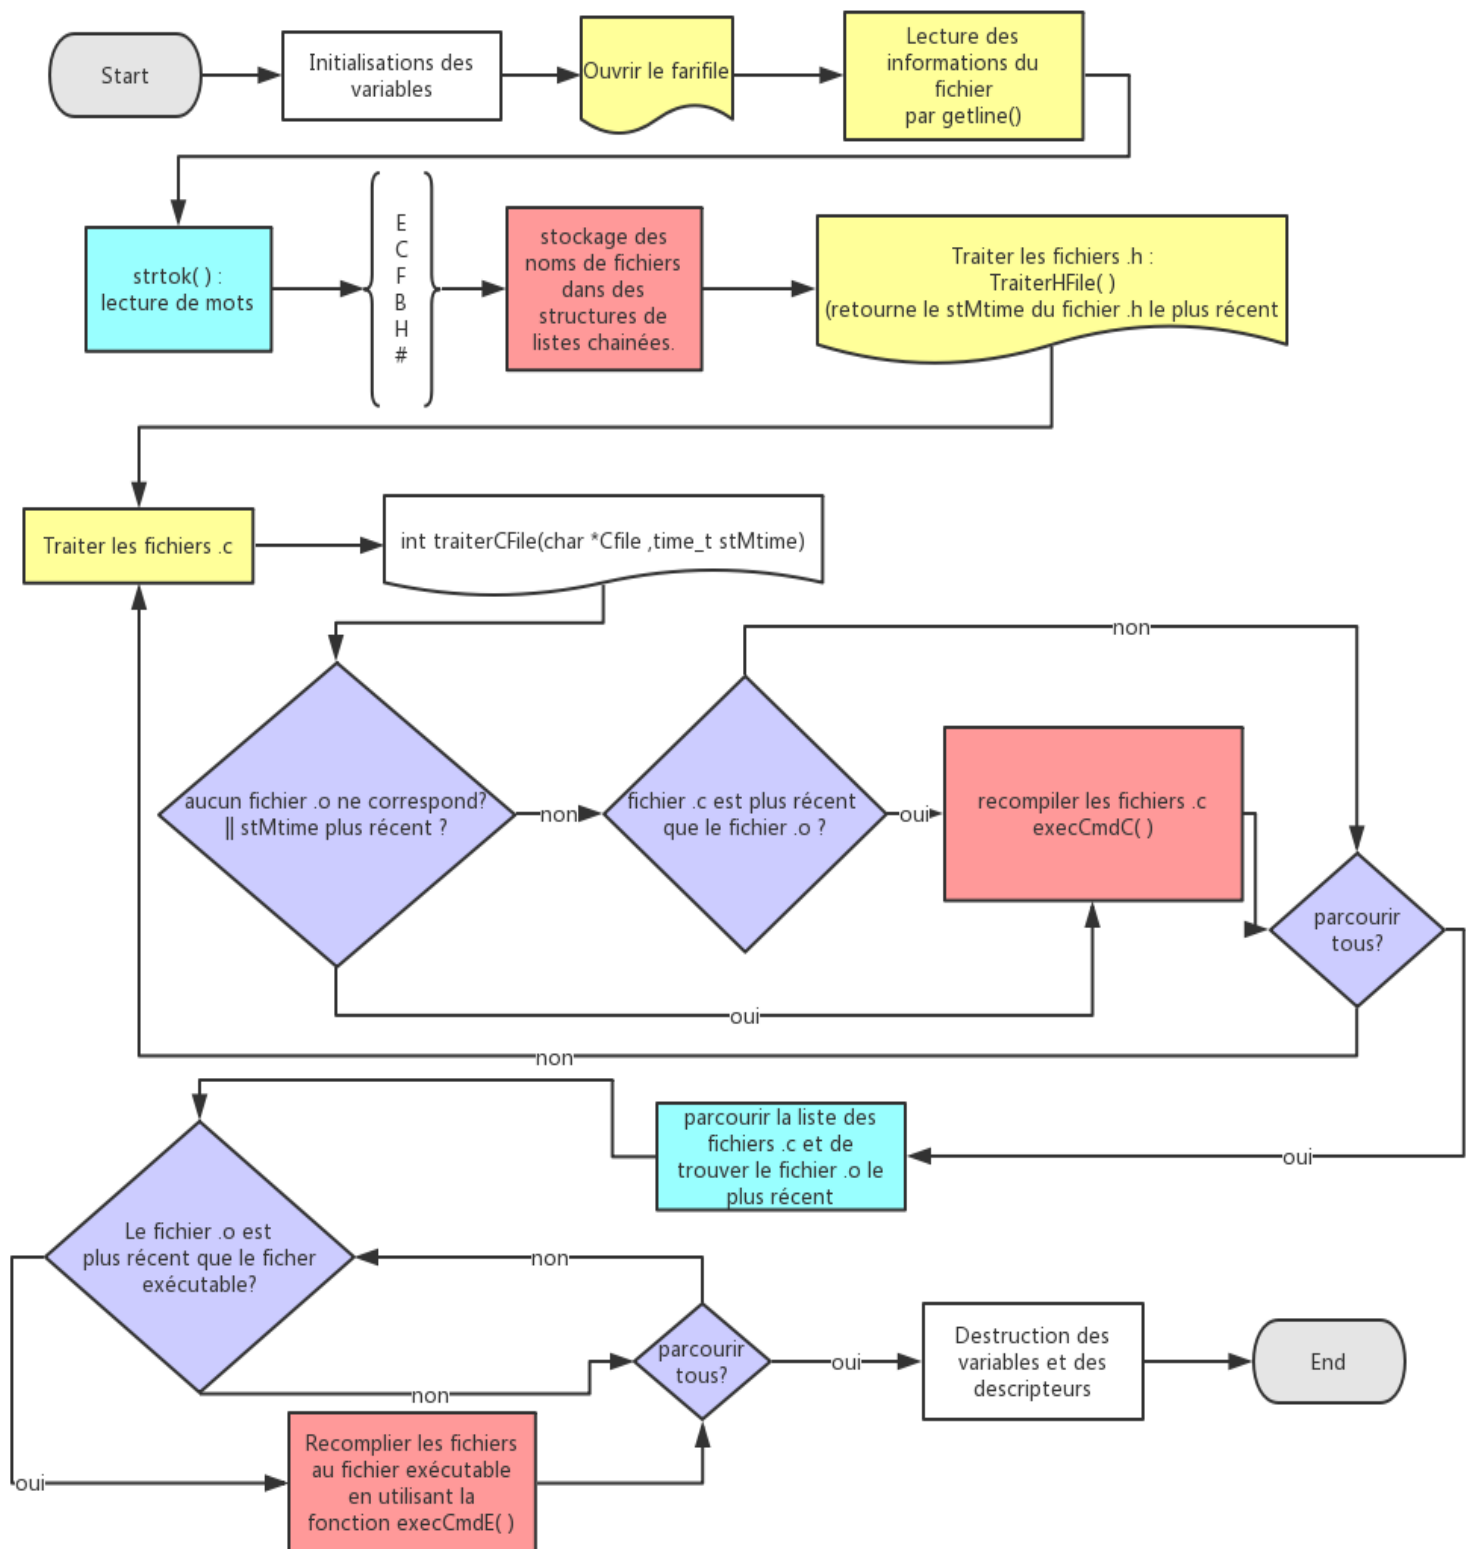 Start
Initialisations des
variables
Ouvrir le farifile
Lecture des
informations du
fichier
par getline()
strtok( ) :
lecture de mots
E
C
F
B
H
#
stockage des
noms de fichiers
dans des
structures de
listes chainées.
Traiter les fichiers .h :
TraiterHFile( )
(retourne le stMtime du fichier .h le plus récent
Traiter les fichiers .c
int traiterCFile(char *Cfile ,time_t stMtime)
aucun fichier .o ne correspond?
|| stMtime plus récent ?
non
fichier .c est plus récent
que le fichier .o ?
oui
non
recompiler les fichiers .c
execCmdC( )
parcourir
tous?
oui
non
oui
parcourir la liste des
fichiers .c et de
trouver le fichier .o le
plus récent
Le fichier .o est
plus récent que le ficher
exécutable?
non
non
oui
parcourir
tous?
oui
Recomplier les fichiers
au fichier exécutable
en utilisant la
fonction execCmdE( )
Destruction des
variables et des
descripteurs
End